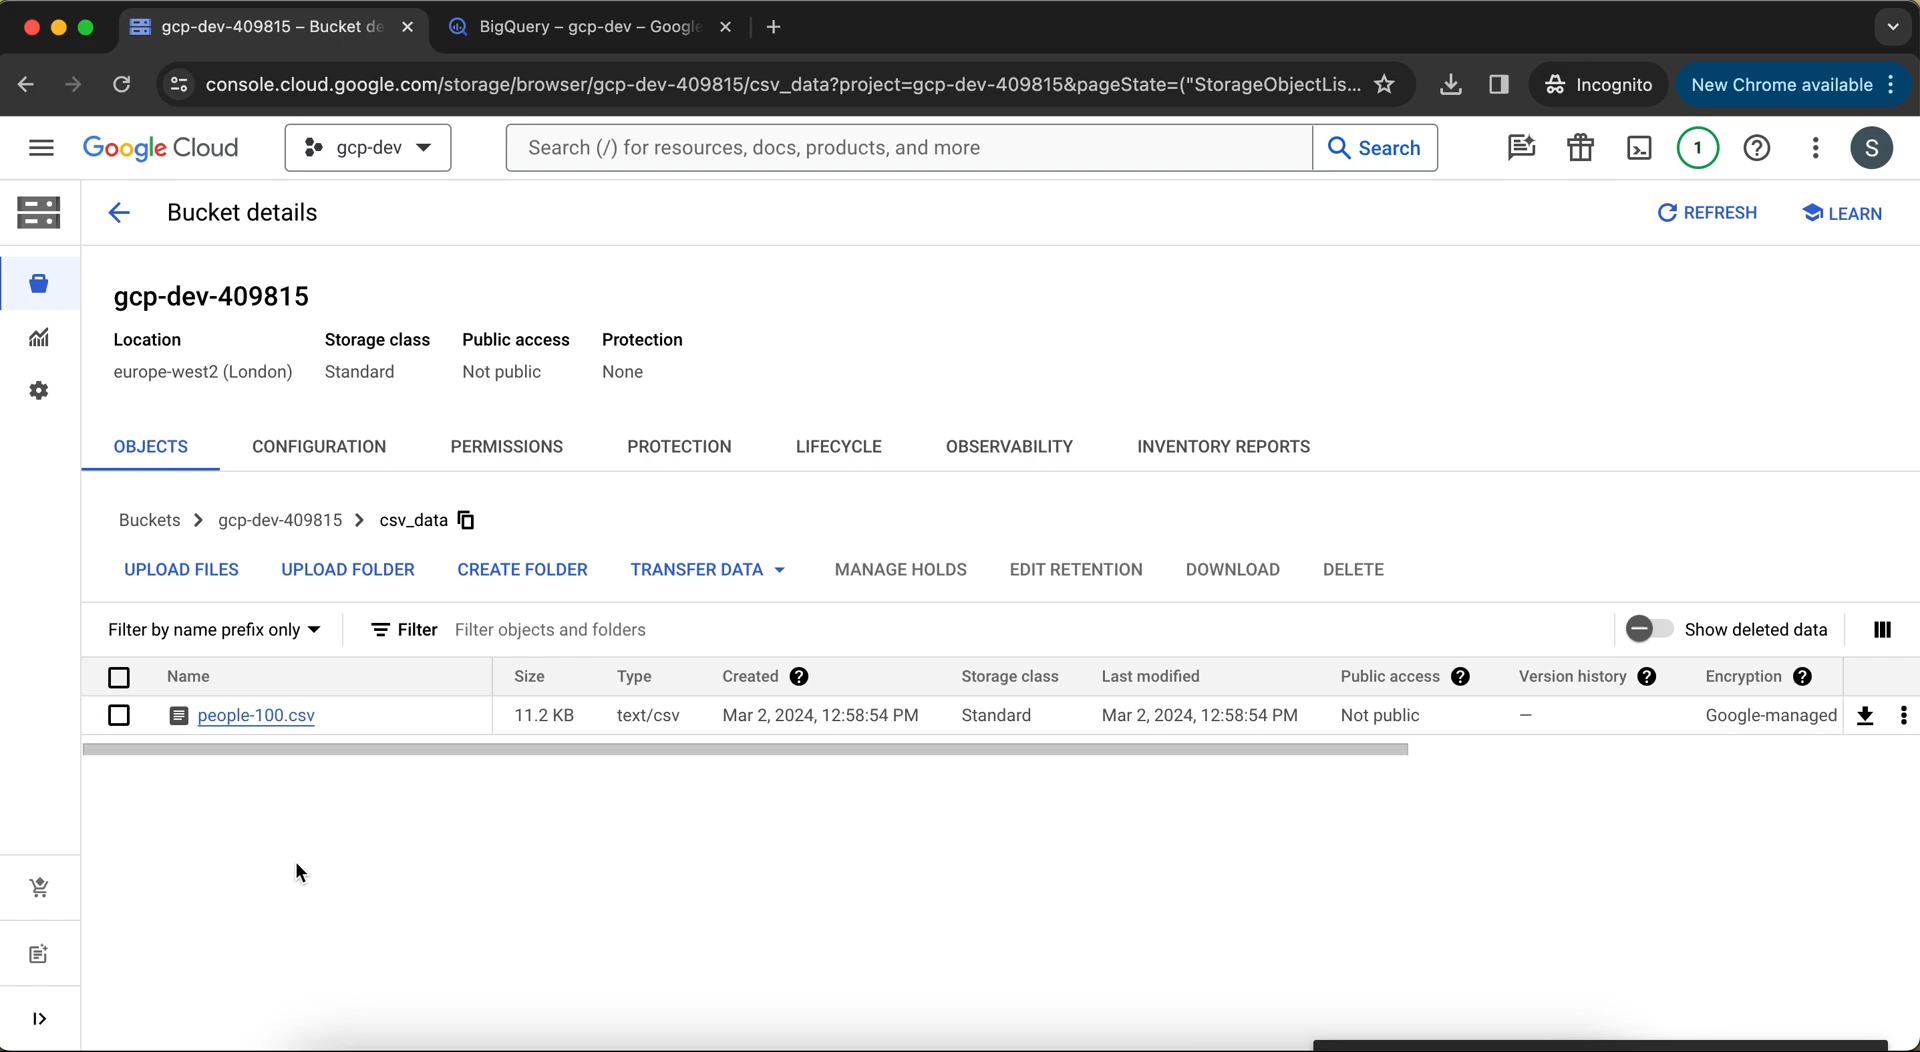 gcp-dev-409815 – Bucket de
BigQuery – gcp-dev – Google
console.cloud.google.com/storage/browser/gcp-dev-409815/csv_data?project=gcp-dev-409815&pageState=("StorageObjectLis...
Incognito
New Chrome available
Google Cloud
gcp-dev
Search (/) for resources, docs, products, and more
Search
1
S
Bucket details
REFRESH
LEARN
gcp-dev-409815
Location Storage class Public access Protection
europe-west2 (London) Standard Not public None
OBJECTS CONFIGURATION PERMISSIONS PROTECTION LIFECYCLE OBSERVABILITY INVENTORY REPORTS
Buckets > gcp-dev-409815 > csv_data
UPLOAD FILES UPLOAD FOLDER CREATE FOLDER TRANSFER DATA MANAGE HOLDS EDIT RETENTION DOWNLOAD DELETE
Filter by name prefix only Filter Filter objects and folders Show deleted data
Name Size Type Created Storage class Last modified Public access Version history Encryption
people-100.csv 11.2 KB text/csv Mar 2, 2024, 12:58:54 PM Standard Mar 2, 2024, 12:58:54 PM Not public — Google-managed